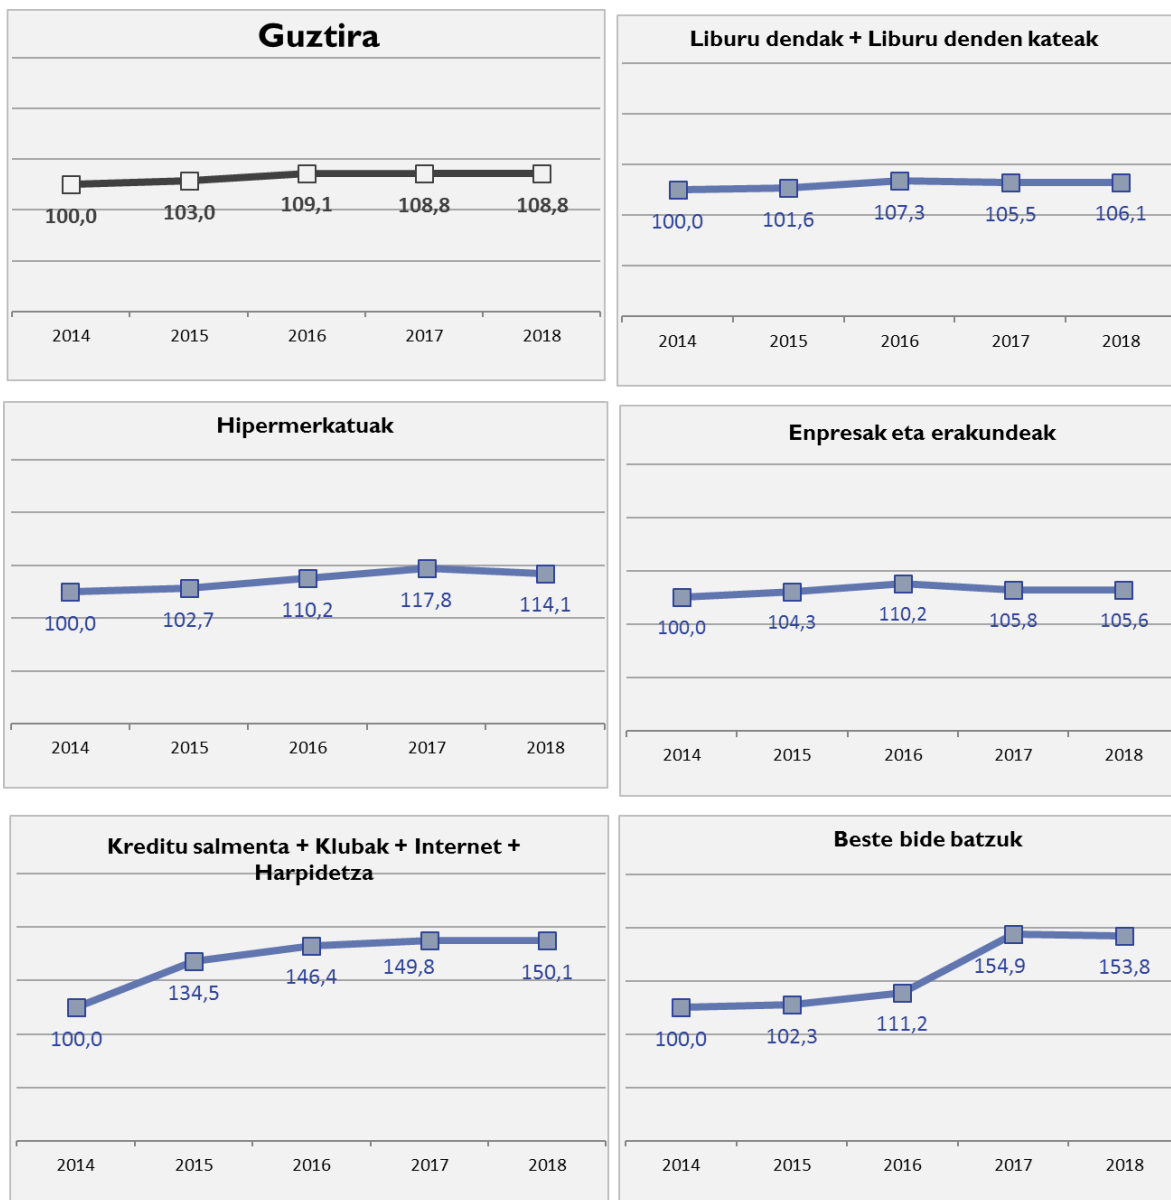 Guztira
100,0 103,0 109,1 108,8 108,8
2014 2015 2016 2017 2018
Liburu dendak + Liburu denden kateak
100,0 101,6 107,3 105,5 106,1
2014 2015 2016 2017 2018
Hipermerkatuak
100,0 102,7 110,2 117,8 114,1
2014 2015 2016 2017 2018
Enpresak eta erakundeak
100,0 104,3 110,2 105,8 105,6
2014 2015 2016 2017 2018
Kreditu salmenta + Klubak + Internet +
Harpidetza
100,0 134,5 146,4 149,8 150,1
2014 2015 2016 2017 2018
Beste bide batzuk
100,0 102,3 111,2 154,9 153,8
2014 2015 2016 2017 2018